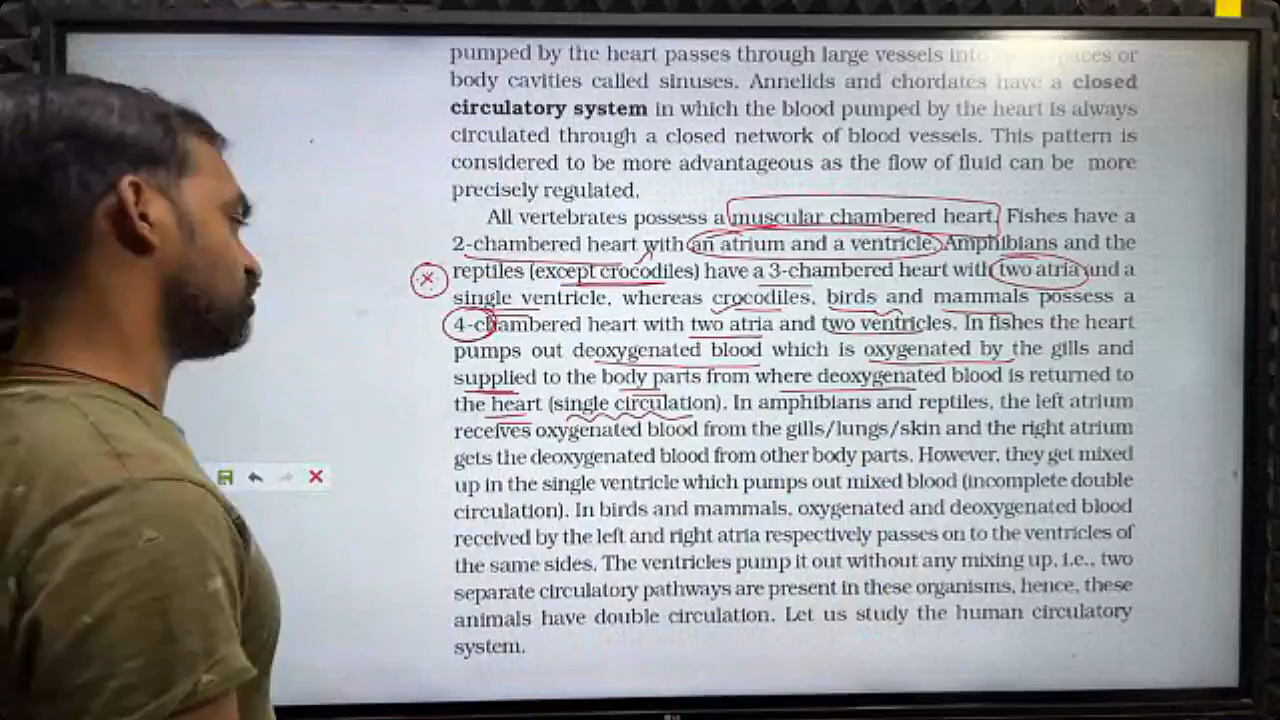 pumped by the heart passes through large vessels into
body cavities called sinuses. Annelids and chordates have a closed
circulatory system in which the blood pumped by the heart is always
circulated through a closed network of blood vessels. This pattern is
considered to be more advantageous as the flow of fluid can be more
precisely regulated.
All vertebrates possess a muscular chambered heart. Fishes have a
2-chambered heart with an atrium and a ventricle. Amphibians and the
reptiles (except crocodiles) have a 3-chambered heart with two atria and a
single ventricle, whereas crocodiles, birds and mammals possess a
4-chambered heart with two atria and two ventricles. In fishes the heart
pumps out deoxygenated blood which is oxygenated by the gills and
supplied to the body parts from where deoxygenated blood is returned to
the heart (single circulation). In amphibians and reptiles, the left atrium
receives oxygenated blood from the gills/lungs/skin and the right atrium
gets the deoxygenated blood from other body parts. However, they get mixed
up in the single ventricle which pumps out mixed blood (incomplete double
circulation). In birds and mammals, oxygenated and deoxygenated blood
received by the left and right atria respectively passes on to the ventricles of
the same sides. The ventricles pump it out without any mixing up, i.e., two
separate circulatory pathways are present in these organisms, hence, these
animals have double circulation. Let us study the human circulatory
system.